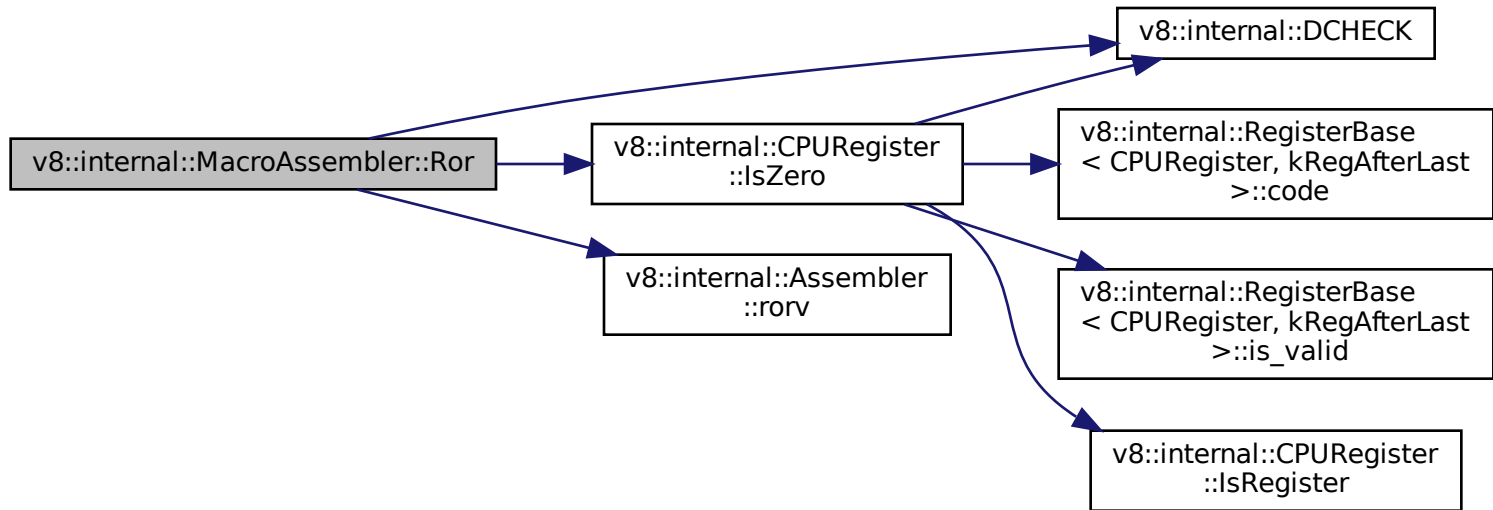 v8::internal::MacroAssembler::Ror
v8::internal::DCHECK
v8::internal::CPURegister
::IsZero
v8::internal::Assembler
::rorv
v8::internal::RegisterBase
< CPURegister, kRegAfterLast
>::code
v8::internal::RegisterBase
< CPURegister, kRegAfterLast
>::is_valid
v8::internal::CPURegister
::IsRegister